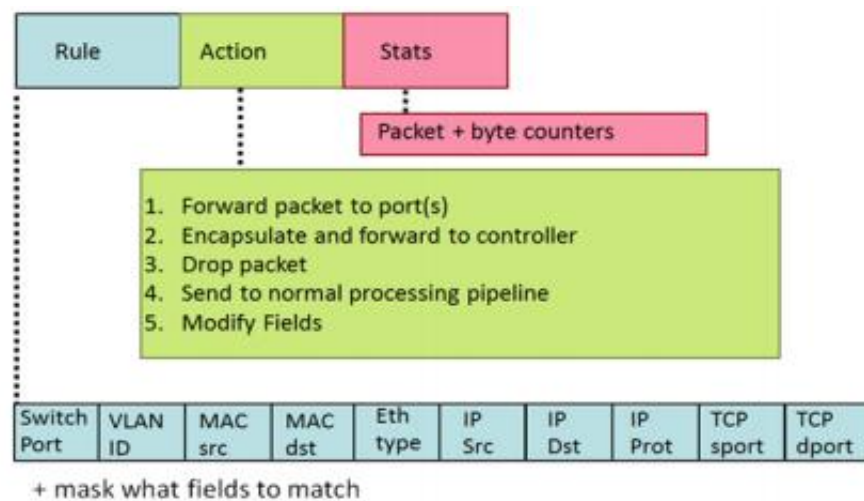 Rule Action Stats
Packet + byte counters
1. Forward packet to port(s)
2. Encapsulate and forward to controller
3. Drop packet
4. Send to normal processing pipeline
5. Modify Fields
Switch VLAN MAC MAC Eth IP IP IP TCP TCP
Port ID src dst type Src Dst Prot sport dport
+ mask what fields to match